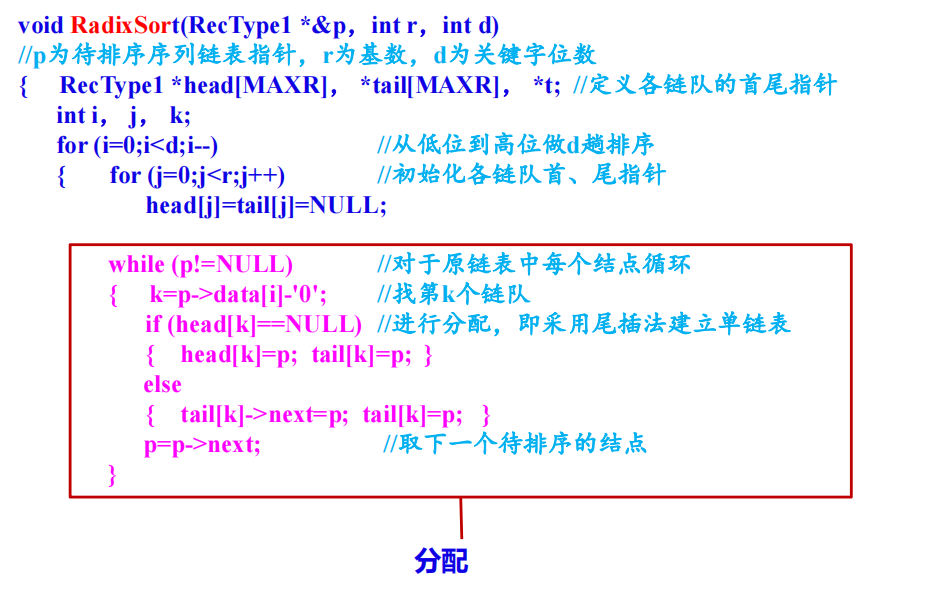 void RadixSort(RecType1 *&p，int r，int d)
//p为待排序序列链表指针，r为基数，d为关键字位数
{ RecType1 *head[MAXR]， *tail[MAXR]， *t; //定义各链队的首尾指针
int i， j， k;
for (i=0;i<d;i--) //从低位到高位做d趟排序
{ for (j=0;j<r;j++) //初始化各链队首、尾指针
head[j]=tail[j]=NULL;
while (p!=NULL) //对于原链表中每个结点循环
{ k=p->data[i]-'0'; //找第k个链队
if (head[k]==NULL) //进行分配，即采用尾插法建立单链表
{ head[k]=p; tail[k]=p; }
else
{ tail[k]->next=p; tail[k]=p; }
p=p->next; //取下一个待排序的结点
}
分配